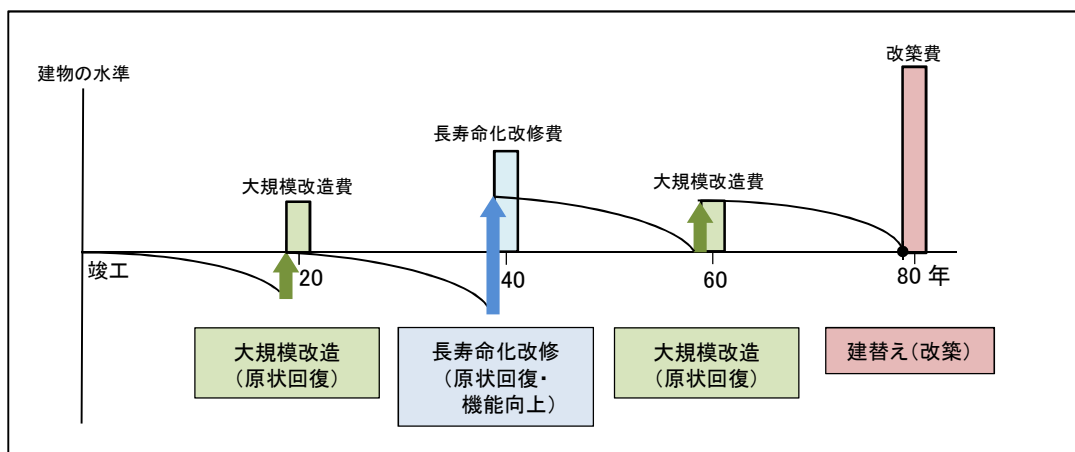 改築費
建物の水準
長寿命化改修費
大規模改造費
大規模改造費
竣工
20
40
60
80 年
大規模改造
（原状回復）
長寿命化改修
（原状回復・
機能向上）
大規模改造
（原状回復）
建替え（改築）